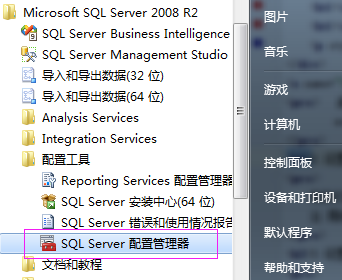 Microsoft SQL Server 2008 R2
SQL Server Business Intelligence
SQL Server Management Studio
导入和导出数据(32 位)
导入和导出数据(64 位)
Analysis Services
Integration Services
配置工具
Reporting Services 配置管理器
SQL Server 安装中心(64 位)
SQL Server 错误和使用情况报告
SQL Server 配置管理器
文档和教程
图片
音乐
游戏
计算机
控制面板
设备和打印机
默认程序
帮助和支持